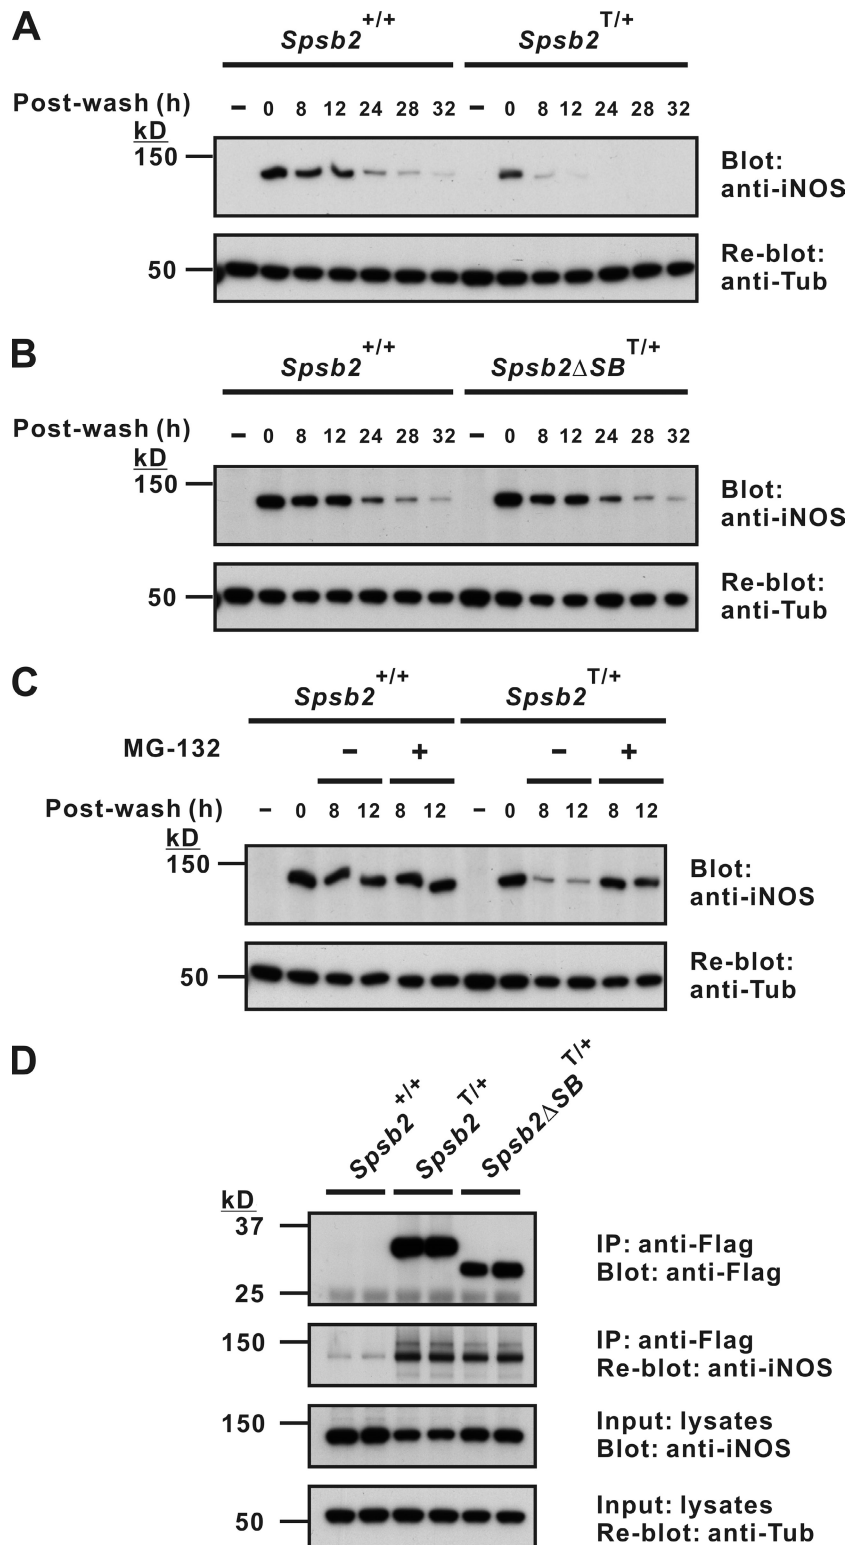 A
Spsb2+/+ Spsb2T/+
Post-wash (h) – 0 8 12 24 28 32 – 0 8 12 24 28 32
kD
150
Blot:
anti-iNOS
50
Re-blot:
anti-Tub
B
Spsb2+/+ Spsb2ΔSBT/+
Post-wash (h) – 0 8 12 24 28 32 – 0 8 12 24 28 32
kD
150
Blot:
anti-iNOS
50
Re-blot:
anti-Tub
C
Spsb2+/+ Spsb2T/+
MG-132 – + – +
Post-wash (h) – 0 8 12 8 12 – 0 8 12 8 12
kD
150
Blot:
anti-iNOS
50
Re-blot:
anti-Tub
D
Spsb2+/+ Spsb2T/+ Spsb2ΔSBT/+
kD
37
25
IP: anti-Flag
Blot: anti-Flag
150
IP: anti-Flag
Re-blot: anti-iNOS
150
Input: lysates
Blot: anti-iNOS
50
Input: lysates
Re-blot: anti-Tub